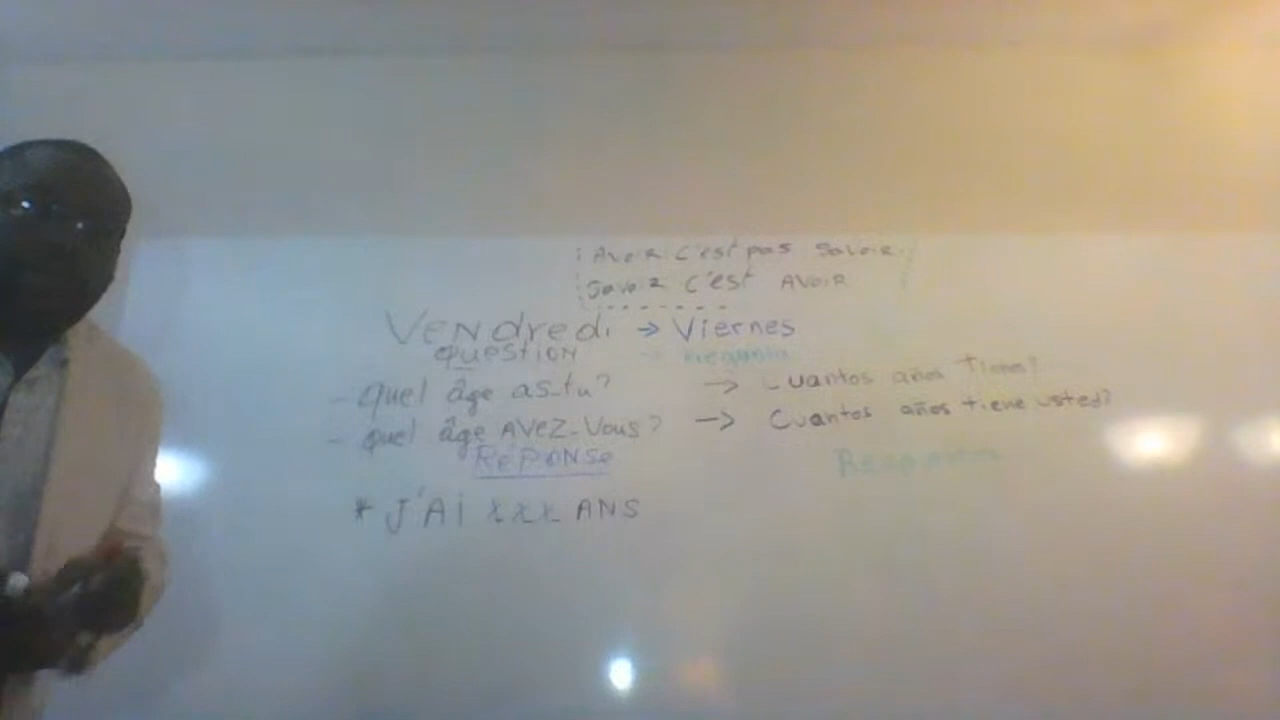 Avoir c'est pas Savoir.
Savoir c'est AVOIR
Vendredi → Viernes
QUESTION →
- Quel âge as-tu? → Cuantos años Tienes?
- quel âge AVEZ-Vous? → Cuantos años tiene usted?
RéPONSe
* J'Ai xxx ANS